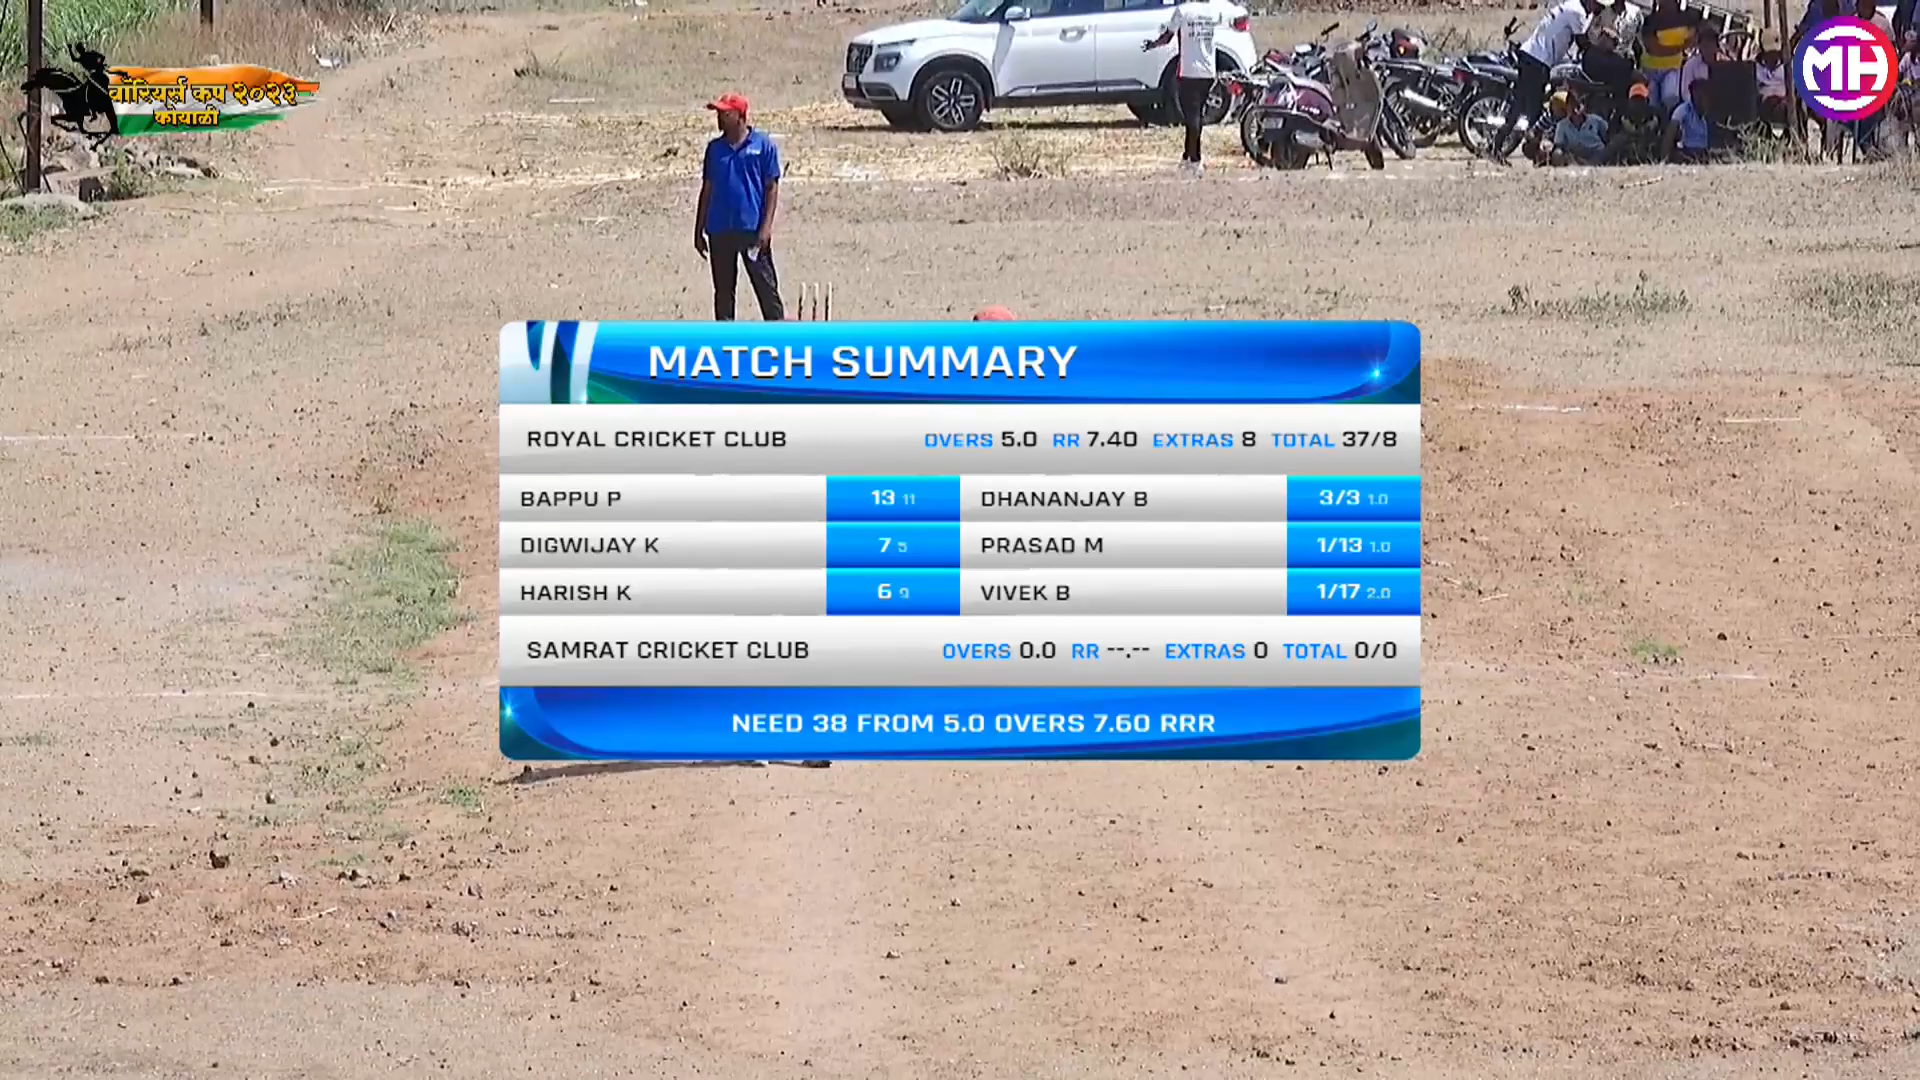 वॉरियर्स कप २०२३
कोयाळी
MH
MATCH SUMMARY
ROYAL CRICKET CLUB OVERS 5.0 RR 7.40 EXTRAS 8 TOTAL 37/8
BAPPU P 13 11 DHANANJAY B 3/3 1.0
DIGWIJAY K 7 5 PRASAD M 1/13 1.0
HARISH K 6 9 VIVEK B 1/17 2.0
SAMRAT CRICKET CLUB OVERS 0.0 RR --.-- EXTRAS 0 TOTAL 0/0
NEED 38 FROM 5.0 OVERS 7.60 RRR